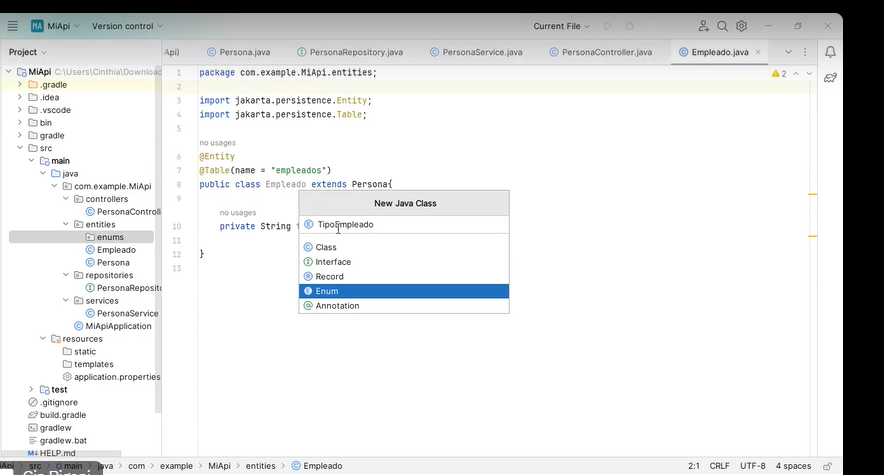 MA MiApi Version control Current File
Project
Api) Persona.java PersonaRepository.java PersonaService.java PersonaController.java Empleado.java
MiApi C:\Users\Cinthia\Downloac
.gradle
.idea
.vscode
bin
gradle
src
main
java
com.example.MiApi
controllers
PersonaControll
entities
enums
Empleado
Persona
repositories
PersonaReposito
services
PersonaService
MiApiApplication
resources
static
templates
application.properties
test
.gitignore
build.gradle
gradlew
gradlew.bat
HELP.md
1 package com.example.MiApi.entities;
2
3 import jakarta.persistence.Entity;
4 import jakarta.persistence.Table;
5
no usages
6 @Entity
7 @Table(name = "empleados")
8 public class Empleado extends Persona{
9
no usages
10 private String
11
12 }
13
2
New Java Class
TipoEmpleado
Class
Interface
Record
Enum
Annotation
iApi src main java com example MiApi entities Empleado 2:1 CRLF UTF-8 4 spaces